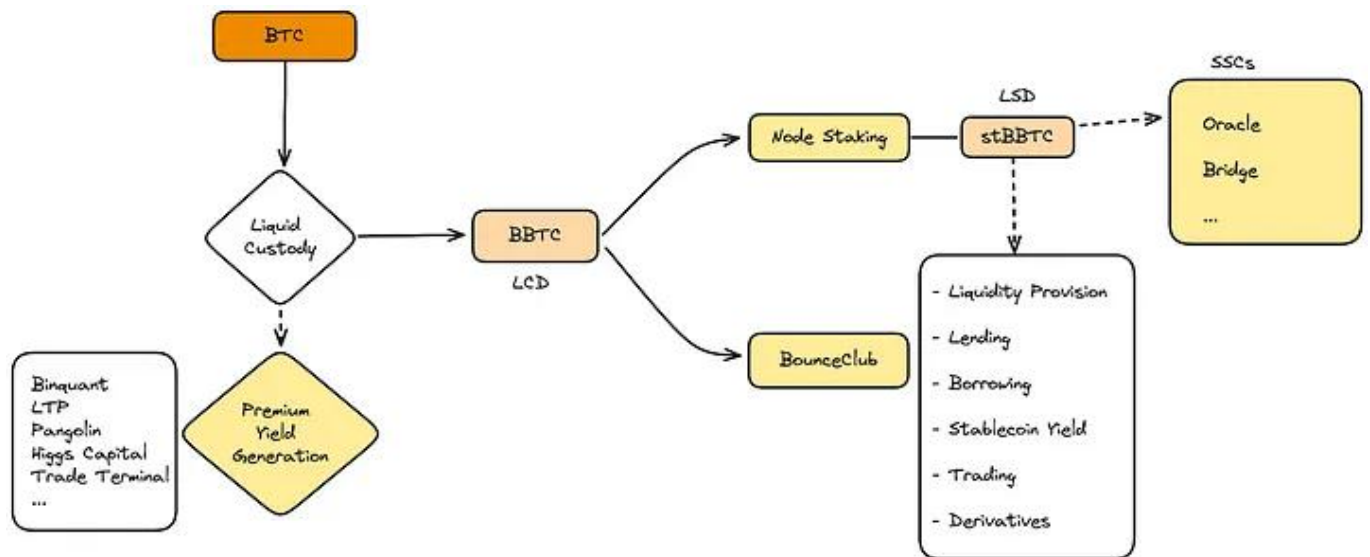 BTC
Liquid
Custody
BBTC
LCD
Binquant
LTP
Pangolin
Higgs Capital
Trade Terminal
...
Premium
Yield
Generation
Node Staking
LSD
stBBTC
SSCs
Oracle
Bridge
...
BounceClub
- Liquidity Provision
- Lending
- Borrowing
- Stablecoin Yield
- Trading
- Derivatives